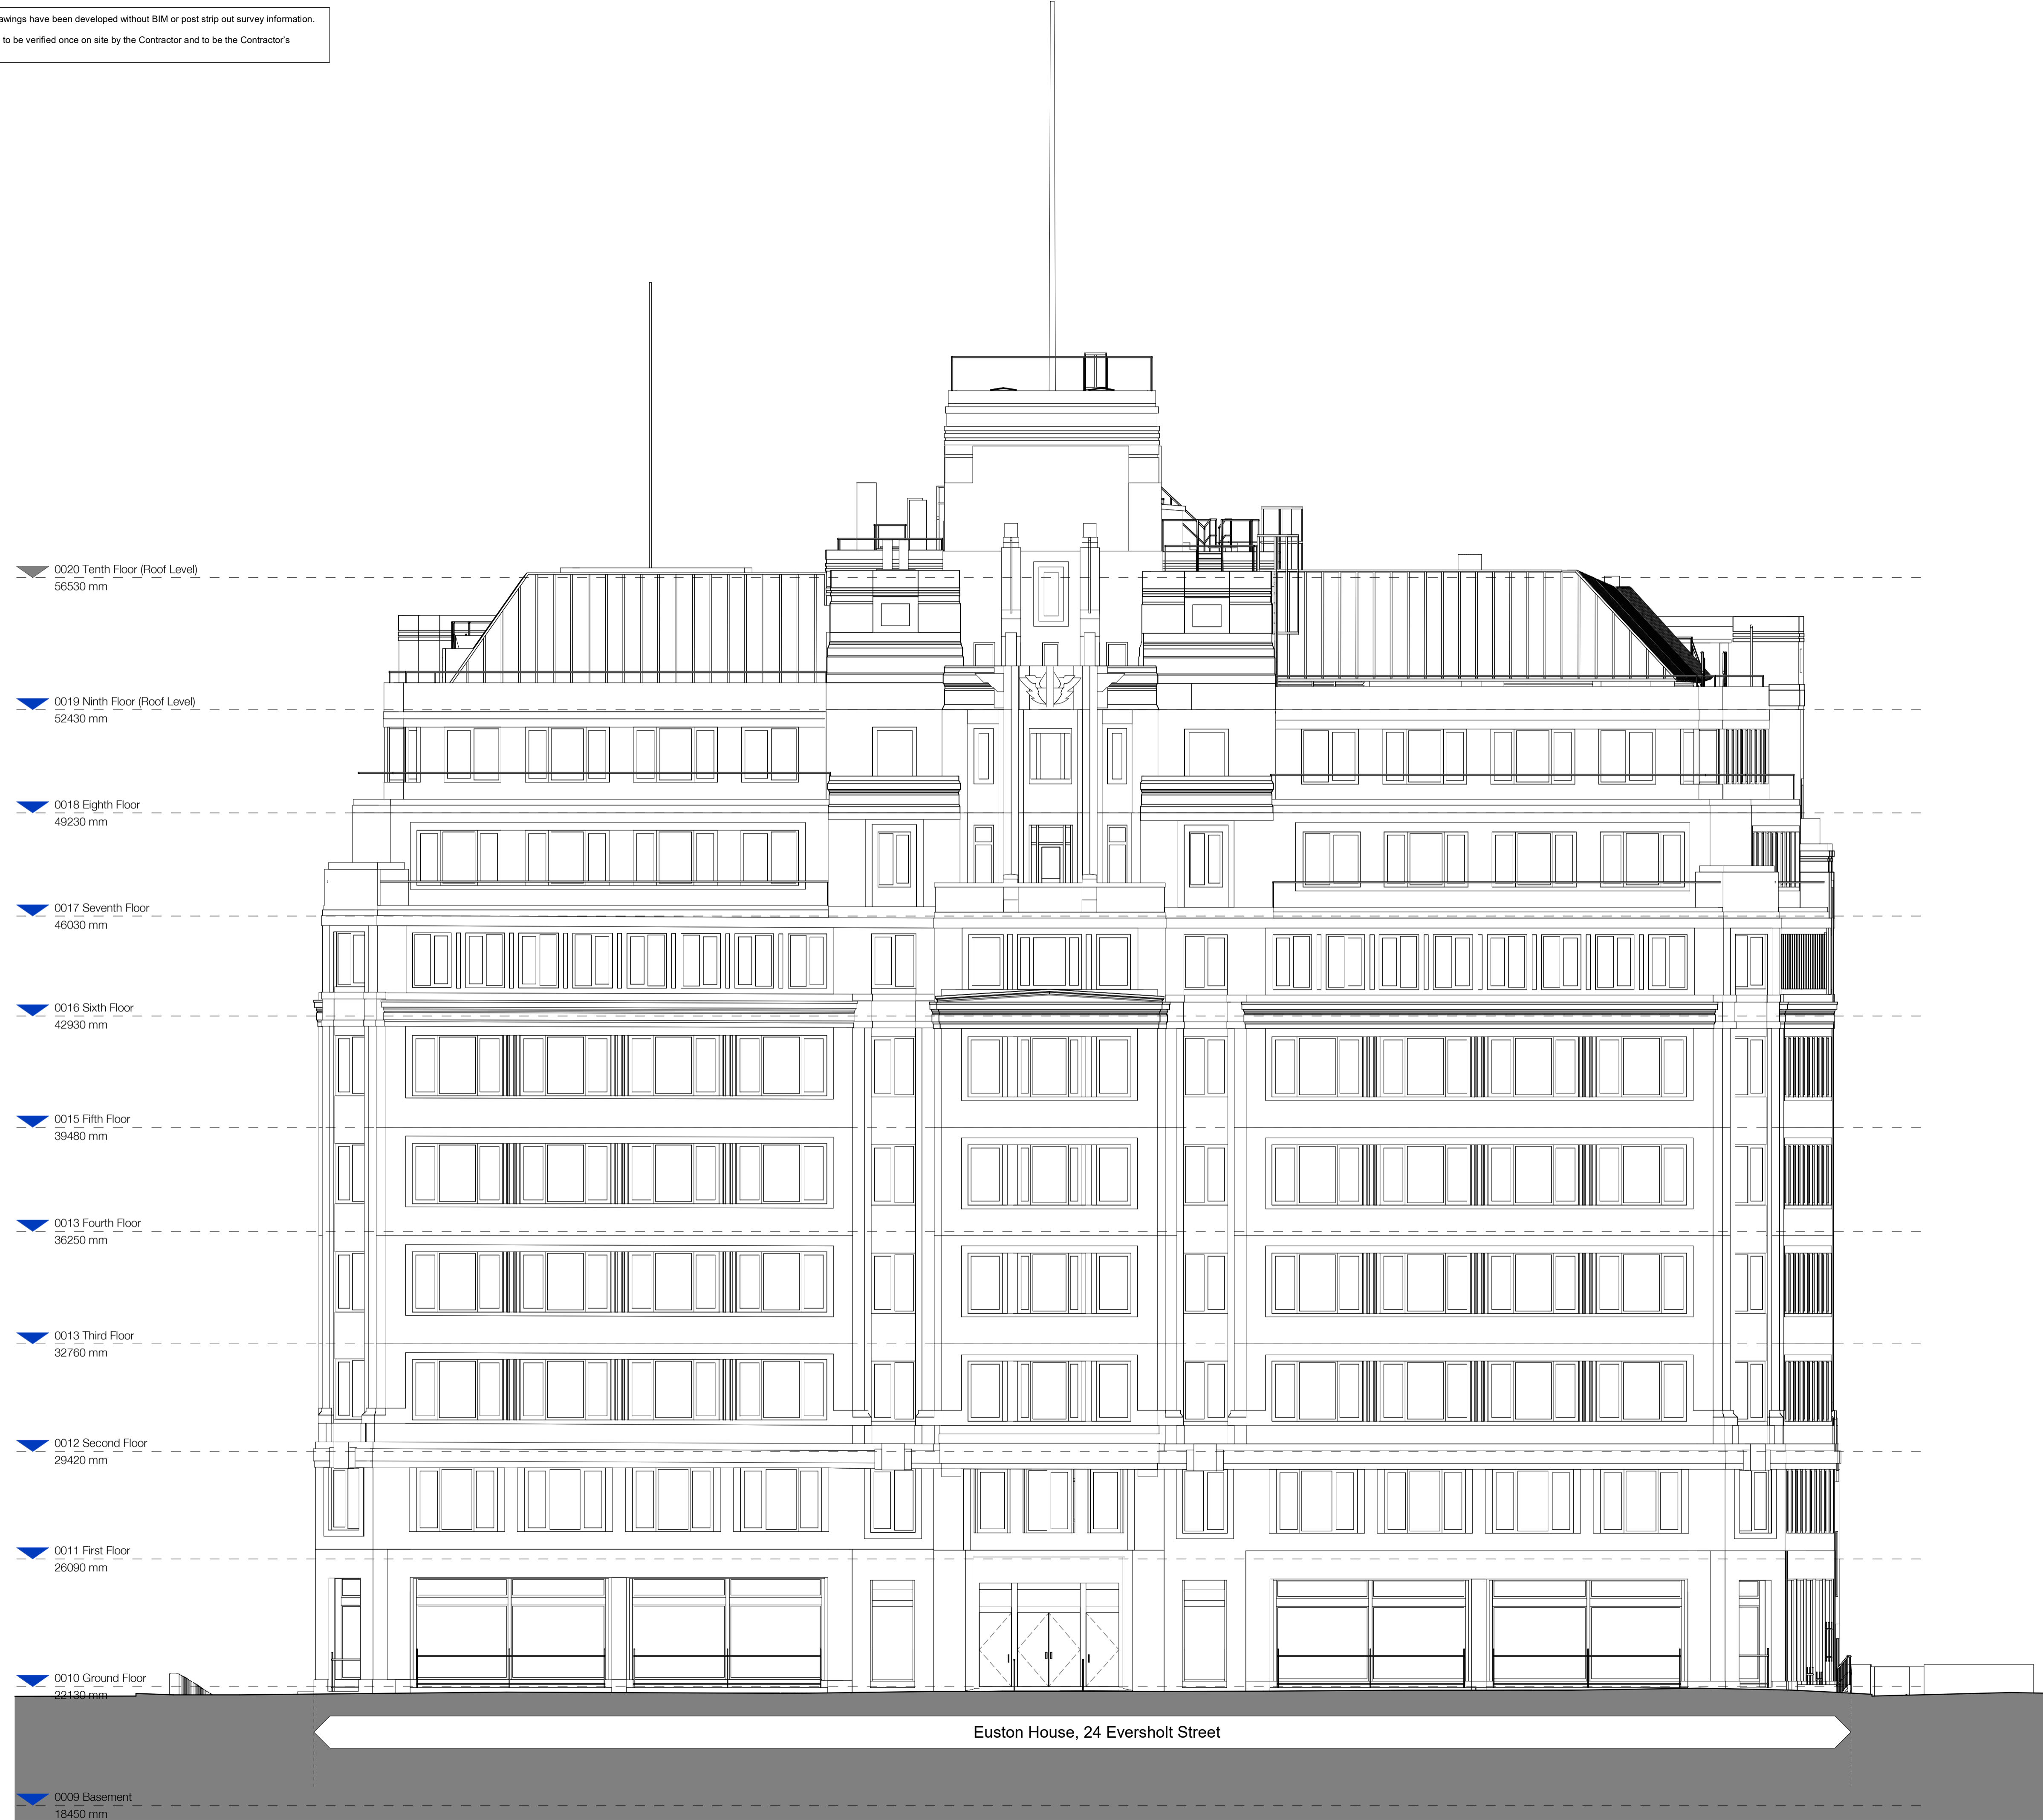 awings have been developed without BIM or post strip out survey information.
to be verified once on site by the Contractor and to be the Contractor's
0020 Tenth Floor (Roof Level)
56530 mm
0019 Ninth Floor (Roof Level)
52430 mm
0018 Eighth Floor
49230 mm
0017 Seventh Floor
46030 mm
0016 Sixth Floor
42930 mm
0015 Fifth Floor
39480 mm
0013 Fourth Floor
36250 mm
0013 Third Floor
32760 mm
0012 Second Floor
29420 mm
0011 First Floor
26090 mm
0010 Ground Floor
22130 mm
Euston House, 24 Eversholt Street
0009 Basement
18450 mm